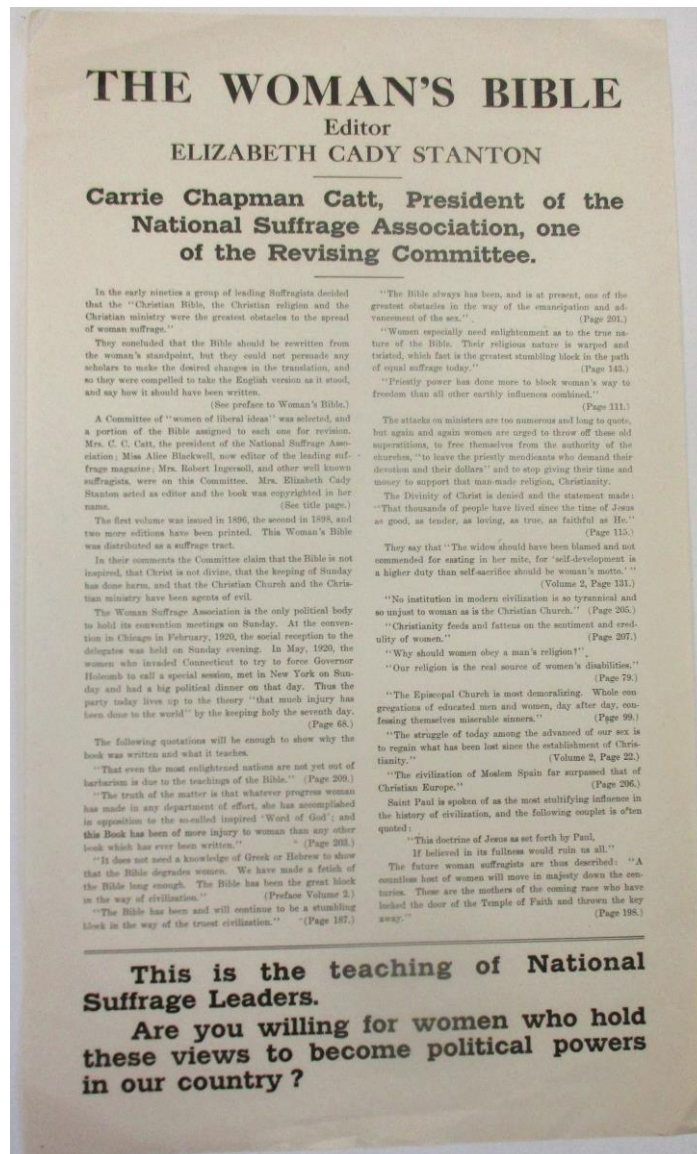 THE WOMAN'S BIBLE
Editor
ELIZABETH CADY STANTON
Carrie Chapman Catt, President of the
National Suffrage Association, one
of the Revising Committee.
In the early nineties a group of leading Suffragists decided
that the "Christian Bible, the Christian religion and the
Christian ministry were the greatest obstacles to the spread
of woman suffrage."
They concluded that the Bible should be rewritten from
the woman's standpoint, but they could not persuade any
scholars to make the desired changes in the translation, and
so they were compelled to take the English version as it stood,
and say how it should have been written.
(See preface to Woman's Bible.)
A Committee of "women of liberal ideas" was selected, and
a portion of the Bible assigned to each one for revision.
Mrs. C. C. Catt, the president of the National Suffrage Asso-
ciation; Miss Alice Blackwell, now editor of the leading suf-
frage magazine; Mrs. Robert Ingersoll, and other well known
suffragists, were on this Committee. Mrs. Elizabeth Cady
Stanton acted as editor and the book was copyrighted in her
name. (See title page.)
The first volume was issued in 1896, the second in 1898, and
two more editions have been printed. This Woman's Bible
was distributed as a suffrage tract.
In their comments the Committee claim that the Bible is not
inspired, that Christ is not divine, that the keeping of Sunday
has done harm, and that the Christian Church and the Chris-
tian ministry have been agents of evil.
The Woman Suffrage Association is the only political body
to hold its convention meetings on Sunday. At the conven-
tion in Chicago in February, 1920, the social reception to the
delegates was held on Sunday evening. In May, 1920, the
women who invaded Connecticut to try to force Governor
Holcomb to call a special session, met in New York on Sun-
day and had a big political dinner on that day. Thus the
party today lives up to the theory "that much injury has
been done to the world" by the keeping holy the seventh day.
(Page 68.)
The following quotations will be enough to show why the
book was written and what it teaches.
"That even the most enlightened nations are not yet out of
barbarism is due to the teachings of the Bible." (Page 209.)
"The truth of the matter is that whatever progress woman
has made in any department of effort, she has accomplished
in opposition to the so-called inspired 'Word of God'; and
this Book has been of more injury to woman than any other
book which has ever been written." (Page 203.)
"It does not need a knowledge of Greek or Hebrew to show
that the Bible degrades women. We have made a fetich of
the Bible long enough. The Bible has been the great block
in the way of civilization." (Preface Volume 2.)
"The Bible has been and will continue to be a stumbling
block in the way of the truest civilization." (Page 187.)
"The Bible always has been, and is at present, one of the
greatest obstacles in the way of the emancipation and ad-
vancement of the sex." (Page 201.)
"Women especially need enlightenment as to the true na-
ture of the Bible. Their religious nature is warped and
twisted, which fact is the greatest stumbling block in the path
of equal suffrage today." (Page 145.)
"Priestly power has done more to block woman's way to
freedom than all other earthly influences combined."
(Page 111.)
The attacks on ministers are too numerous and long to quote,
but again and again women are urged to throw off these old
superstitions, to free themselves from the authority of the
churches, "to leave the priestly mendicants who demand their
devotion and their dollars" and to stop giving their time and
money to support that man-made religion, Christianity.
The Divinity of Christ is denied and the statement made:
"That thousands of people have lived since the time of Jesus
as good, as tender, as loving, as true, as faithful as He."
(Page 115.)
They say that "The widow should have been blamed and not
commended for easting in her mite, for 'self-development is
a higher duty than self-sacrifice should be woman's motto.'"
(Volume 2, Page 131.)
"No institution in modern civilization is so tyrannical and
so unjust to woman as is the Christian Church." (Page 205.)
"Christianity feeds and fattens on the sentiment and cred-
ulity of women." (Page 207.)
"Why should women obey a man's religion?"
"Our religion is the real source of women's disabilities."
(Page 79.)
"The Episcopal Church is most demoralizing. Whole con
gregations of educated men and women, day after day, con-
fessing themselves miserable sinners." (Page 99.)
"The struggle of today among the advanced of our sex is
to regain what has been lost since the establishment of Chris-
tianity." (Volume 2, Page 22.)
"The civilization of Moslem Spain far surpassed that of
Christian Europe." (Page 206.)
Saint Paul is spoken of as the most stultifying influence in
the history of civilization, and the following couplet is often
quoted:
"This doctrine of Jesus as set forth by Paul,
If believed in its fullness would ruin us all."
The future woman suffragists are thus described: "A
countless host of women will move in majesty down the cen-
turies. These are the mothers of the coming race who have
locked the door of the Temple of Faith and thrown the key
away." (Page 198.)
This is the teaching of National
Suffrage Leaders.
Are you willing for women who hold
these views to become political powers
in our country?